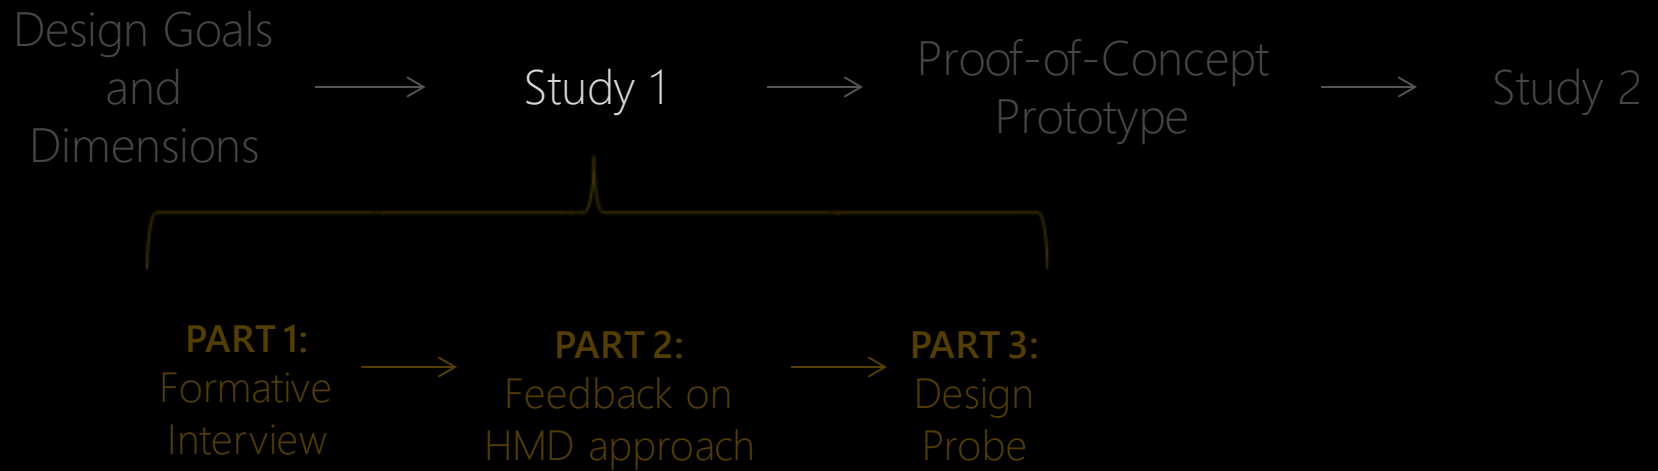 Design Goals
and
Dimensions
Study 1
Proof-of-Concept
Prototype
Study 2
PART 1:
Formative
Interview
PART 2:
Feedback on
HMD approach
PART 3:
Design
Probe